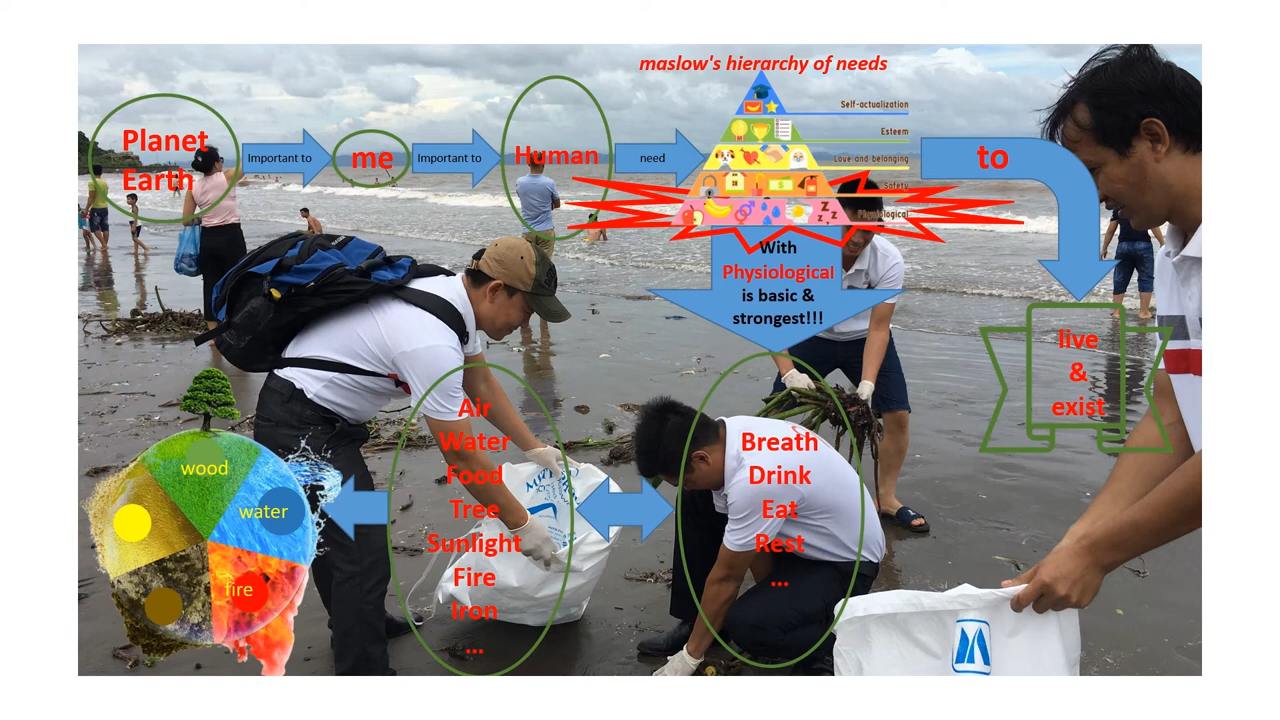 maslow's hierarchy of needs
Self-actualization
Esteem
Love and belonging
Safety
Physiological
Planet
Earth
Important to
me
Important to
Human
need
to
With
Physiological
is basic &
strongest!!!
live
&
exist
Air
Water
Food
Tree
Sunlight
Fire
Iron
...
Breath
Drink
Eat
Rest
...
wood
water
fire